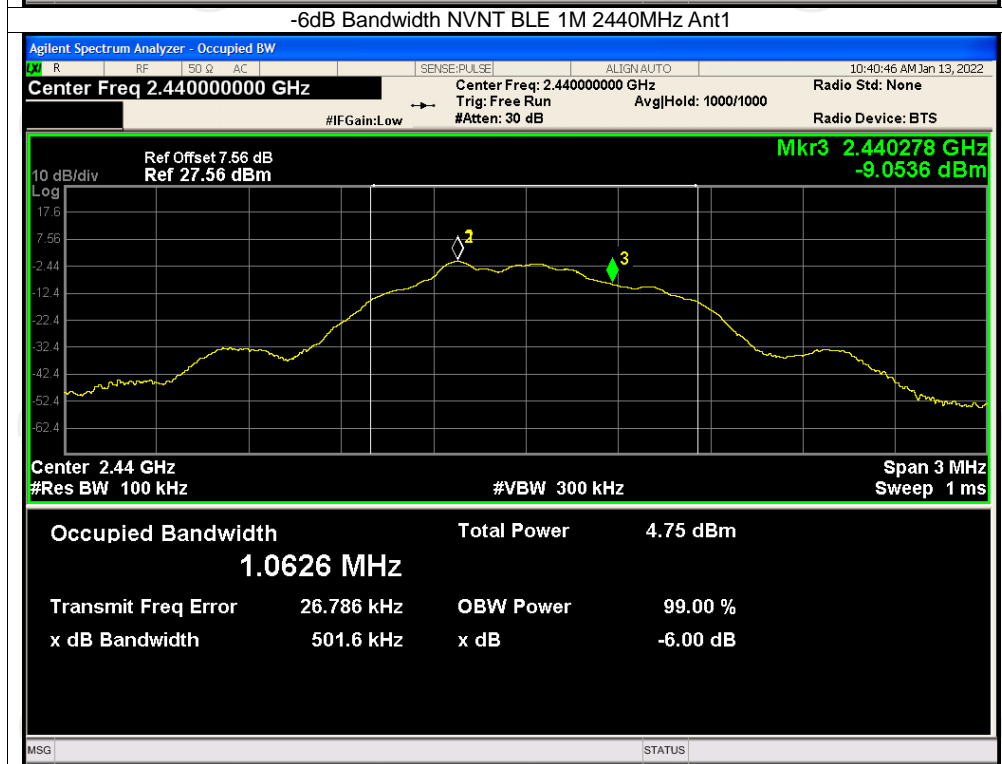 -6dB Bandwidth NVNT BLE 1M 2440MHz Ant1
Agilent Spectrum Analyzer - Occupied BW
LXI R RF 50 Ω AC SENSE:PULSE ALIGN AUTO 10:40:46 AM Jan 13, 2022
Center Freq 2.440000000 GHz Center Freq: 2.440000000 GHz Radio Std: None
Trig: Free Run Avg|Hold: 1000/1000
#IFGain:Low #Atten: 30 dB Radio Device: BTS
Mkr3 2.440278 GHz
-9.0536 dBm
Ref Offset 7.56 dB
10 dB/div Ref 27.56 dBm
Log
17.6
7.56
-2.44
-12.4
-22.4
-32.4
-42.4
-52.4
-62.4
3
Center 2.44 GHz Span 3 MHz
#Res BW 100 kHz #VBW 300 kHz Sweep 1 ms
Occupied Bandwidth Total Power 4.75 dBm
1.0626 MHz
Transmit Freq Error 26.786 kHz OBW Power 99.00 %
x dB Bandwidth 501.6 kHz x dB -6.00 dB
MSG STATUS